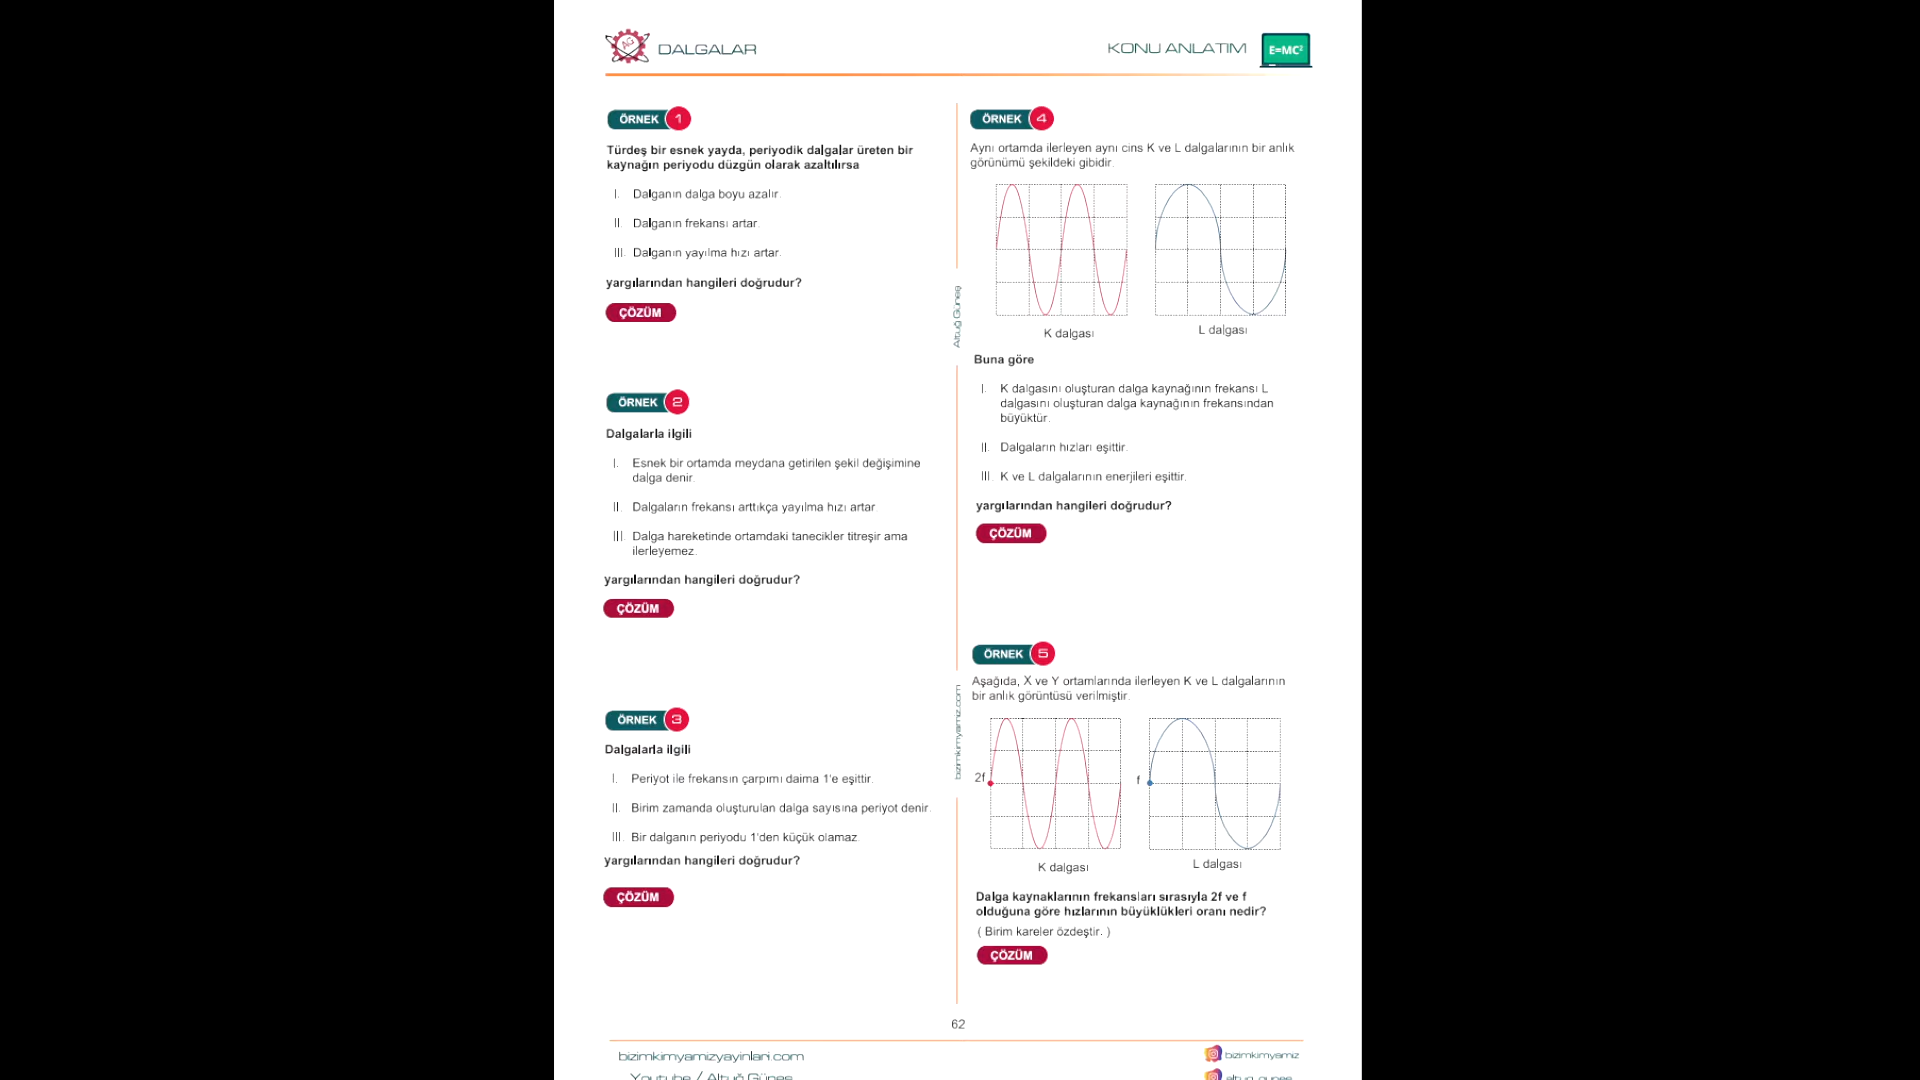 DALGALAR
KONU ANLATIM
E=MC²
ÖRNEK 1
Türdeş bir esnek yayda, periyodik dalgalar üreten bir
kaynağın periyodu düzgün olarak azaltılırsa
I. Dalganın dalga boyu azalır.
II. Dalganın frekansı artar.
III. Dalganın yayılma hızı artar.
yargılarından hangileri doğrudur?
ÇÖZÜM
ÖRNEK 2
Dalgalarla ilgili
I. Esnek bir ortamda meydana getirilen şekil değişimine
dalga denir.
II. Dalgaların frekansı arttıkça yayılma hızı artar
III. Dalga hareketinde ortamdaki tanecikler titreşir ama
ilerleyemez.
yargılarından hangileri doğrudur?
ÇÖZÜM
ÖRNEK 3
Dalgalarla ilgili
I. Periyot ile frekansın çarpımı daima 1'e eşittir.
II. Birim zamanda oluşturulan dalga sayısına periyot denir.
III. Bir dalganın periyodu 1'den küçük olamaz.
yargılarından hangileri doğrudur?
ÇÖZÜM
Altuğ Güneş
bizimkimyamiz.com
ÖRNEK 4
Aynı ortamda ilerleyen aynı cins K ve L dalgalarının bir anlık
görünümü şekildeki gibidir.
K dalgası
L dalgası
Buna göre
I. K dalgasını oluşturan dalga kaynağının frekansı L
dalgasını oluşturan dalga kaynağının frekansından
büyüktür.
II. Dalgaların hızları eşittir.
III. K ve L dalgalarının enerjileri eşittir.
yargılarından hangileri doğrudur?
ÇÖZÜM
ÖRNEK 5
Aşağıda, X ve Y ortamlarında ilerleyen K ve L dalgalarının
bir anlık görüntüsü verilmiştir.
2f
f
K dalgası
L dalgası
Dalga kaynaklarının frekansları sırasıyla 2f ve f
olduğuna göre hızlarının büyüklükleri oranı nedir?
( Birim kareler özdeştir. )
ÇÖZÜM
62
bizimkimyamizyayinlari.com
bizimkimyamiz
Youtube / Altuğ Güneş
altug_gunes